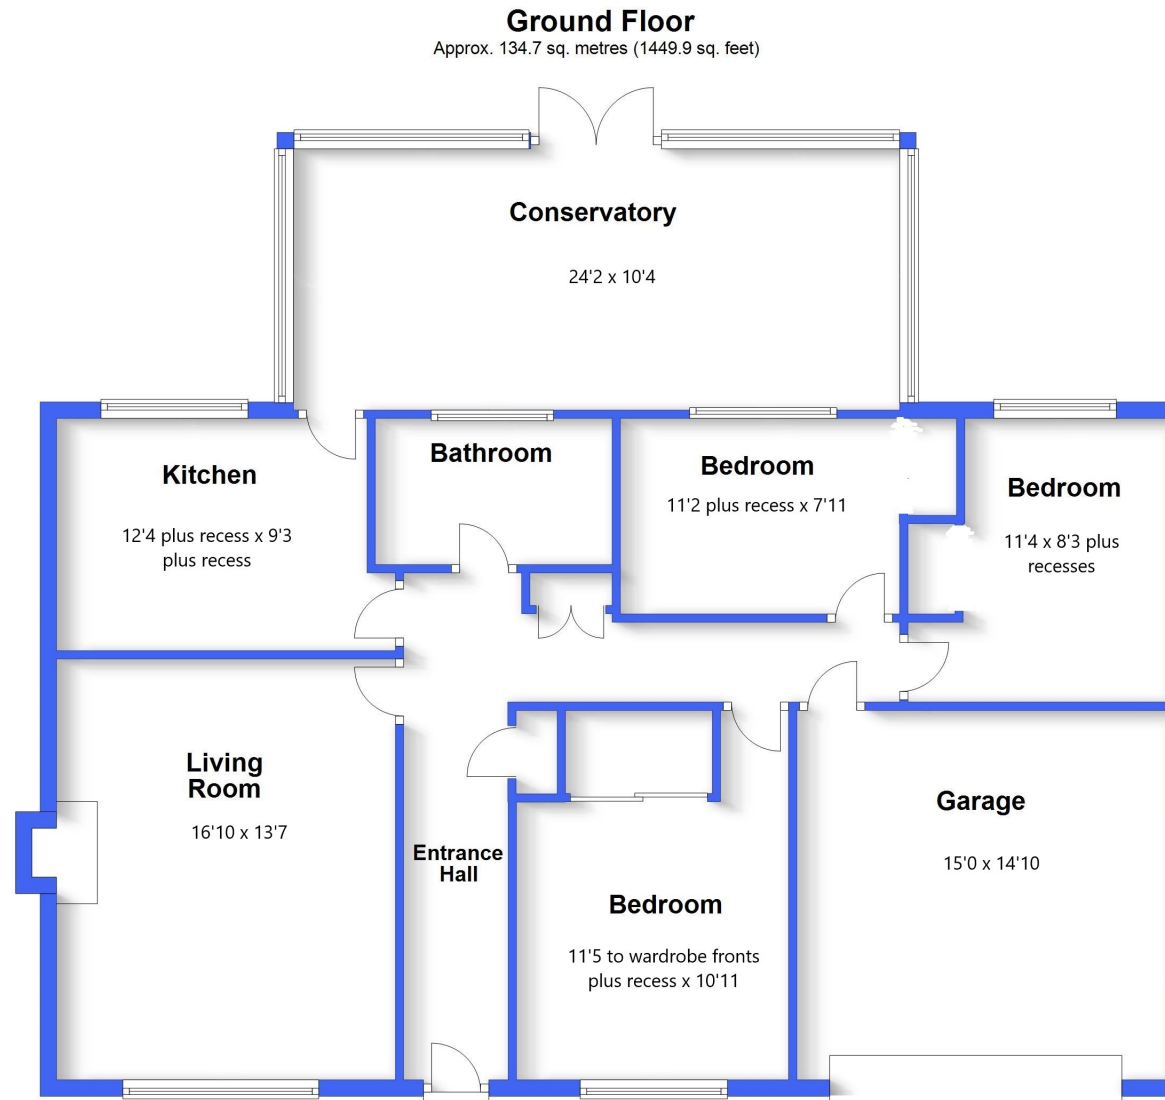 Ground Floor
Approx. 134.7 sq. metres (1449.9 sq. feet)
Conservatory
24'2 x 10'4
Kitchen
12'4 plus recess x 9'3
plus recess
Bathroom
Bedroom
11'2 plus recess x 7'11
Bedroom
11'4 x 8'3 plus
recesses
Living
Room
16'10 x 13'7
Entrance
Hall
Bedroom
11'5 to wardrobe fronts
plus recess x 10'11
Garage
15'0 x 14'10